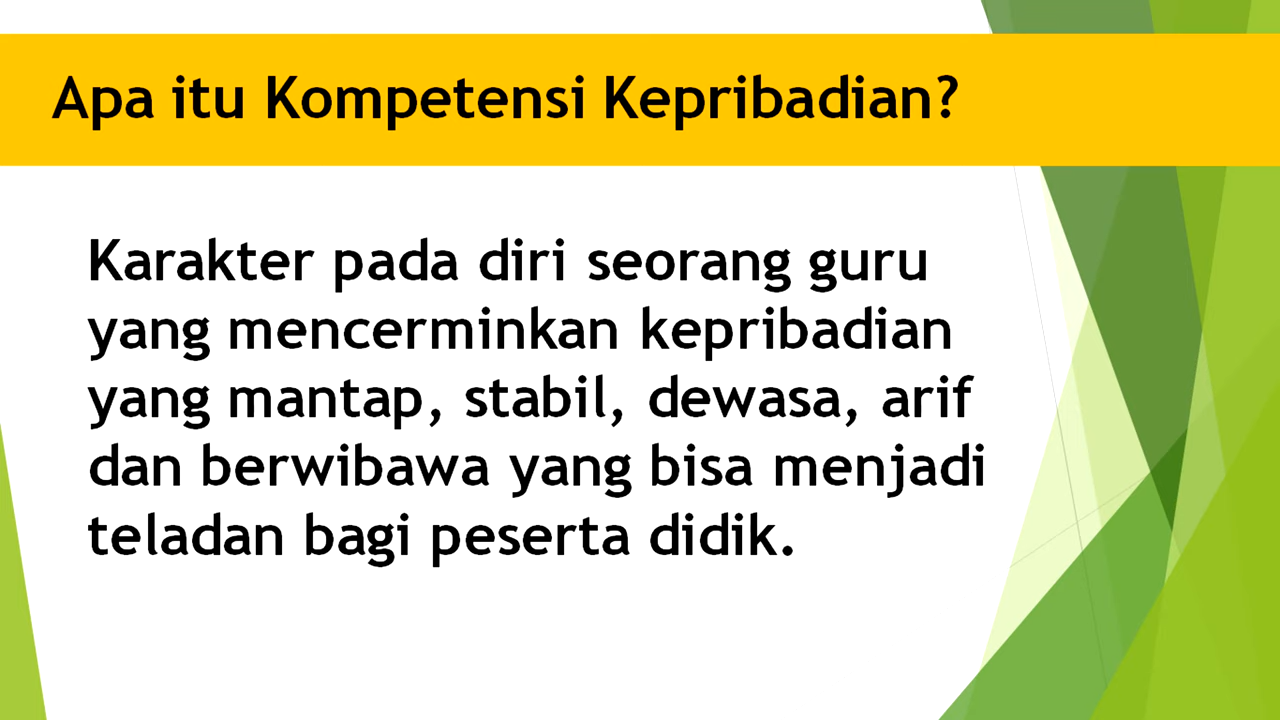 Apa itu Kompetensi Kepribadian?
Karakter pada diri seorang guru
yang mencerminkan kepribadian
yang mantap, stabil, dewasa, arif
dan berwibawa yang bisa menjadi
teladan bagi peserta didik.